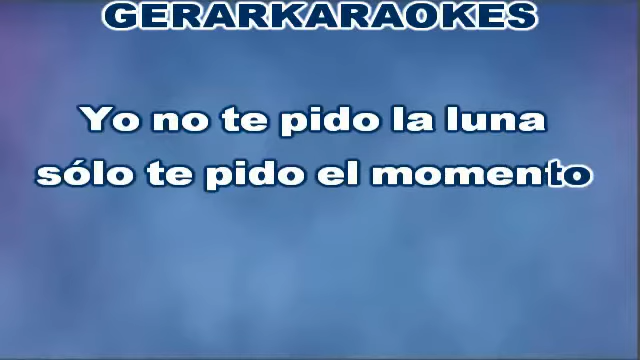 GERARKARAOKES
Yo no te pido la luna
sólo te pido el momento